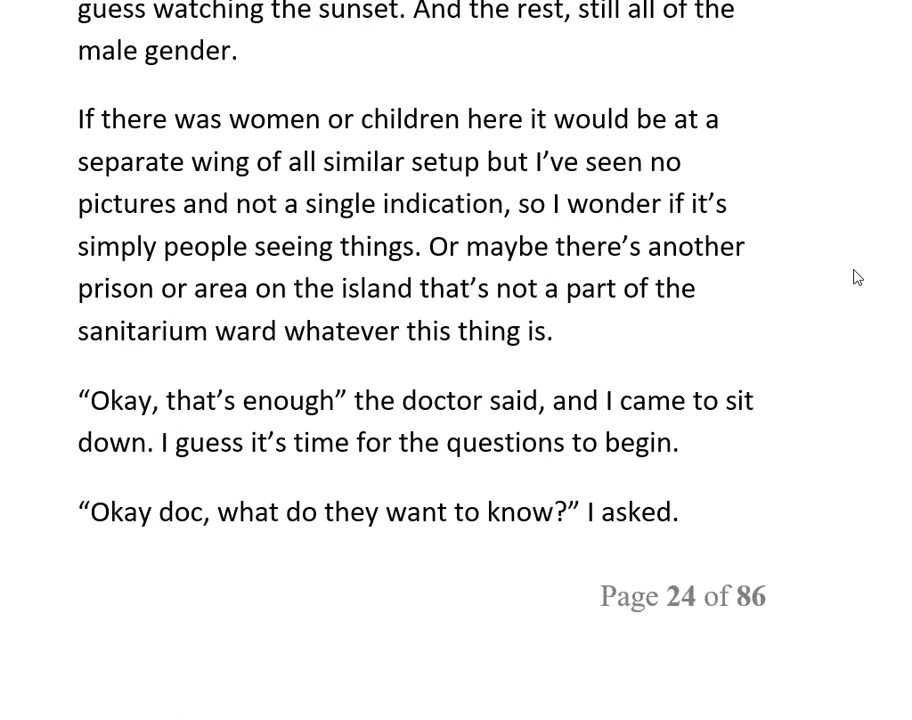 guess watching the sunset. And the rest, still all of the
male gender.
If there was women or children here it would be at a
separate wing of all similar setup but I’ve seen no
pictures and not a single indication, so I wonder if it’s
simply people seeing things. Or maybe there’s another
prison or area on the island that’s not a part of the
sanitarium ward whatever this thing is.
“Okay, that’s enough” the doctor said, and I came to sit
down. I guess it’s time for the questions to begin.
“Okay doc, what do they want to know?” I asked.
Page 24 of 86